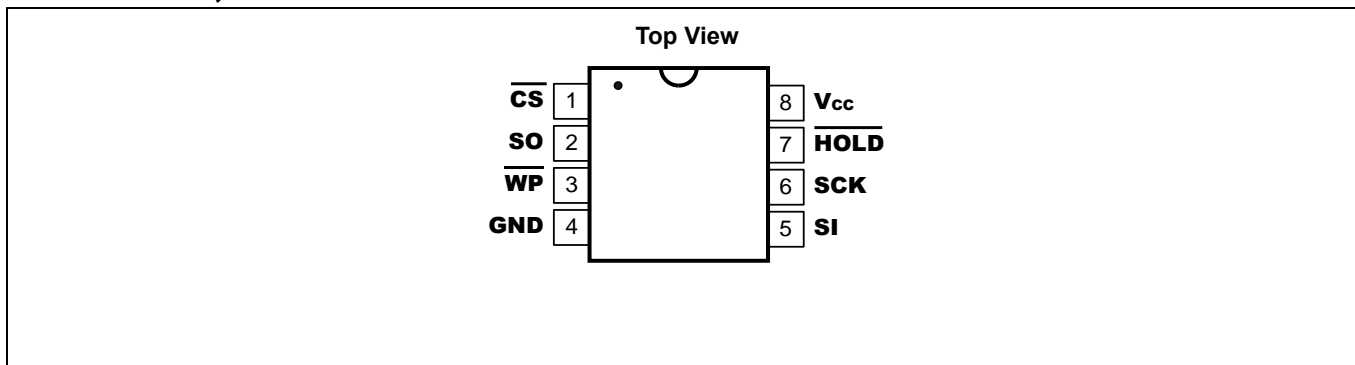 Top View
CS 1
SO 2
WP 3
GND 4
8 Vcc
7 HOLD
6 SCK
5 SI